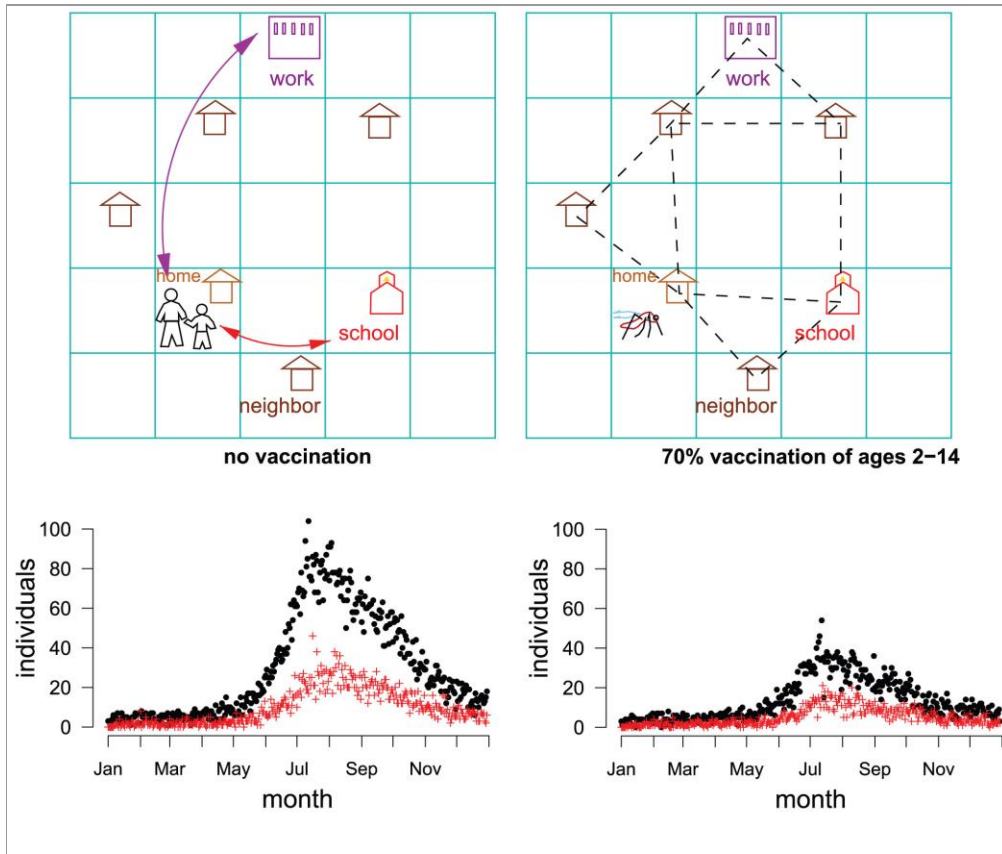 work
home
school
neighbor
work
home
school
neighbor
no vaccination
70% vaccination of ages 2−14
individuals
100
80
60
40
20
0
Jan Mar May Jul Sep Nov
month
individuals
100
80
60
40
20
0
Jan Mar May Jul Sep Nov
month